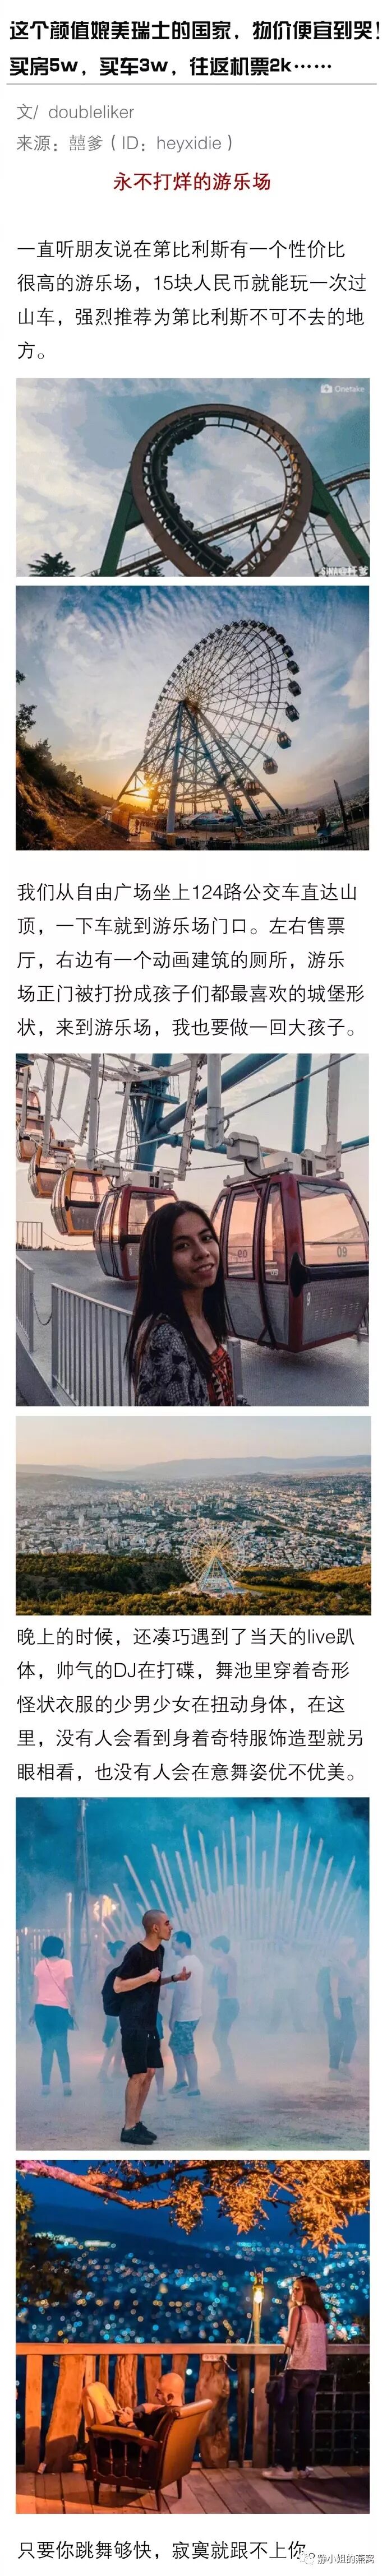 这个颜值媲美瑞士的国家，物价便宜到哭！
买房5w，买车3w，往返机票2k……
文/ doubleliker
来源：囍爹（ID：heyxidie）
永不打烊的游乐场
一直听朋友说在第比利斯有一个性价比
很高的游乐场，15块人民币就能玩一次过
山车，强烈推荐为第比利斯不可不去的地
方。
Onetake
我们从自由广场坐上124路公交车直达山
顶，一下车就到游乐场门口。左右售票
厅，右边有一个动画建筑的厕所，游乐
场正门被打扮成孩子们都最喜欢的城堡形
状，来到游乐场，我也要做一回大孩子。
09
09
晚上的时候，还凑巧遇到了当天的live趴
体，帅气的DJ在打碟，舞池里穿着奇形
怪状衣服的少男少女在扭动身体，在这
里，没有人会看到身着奇特服饰造型就另
眼相看，也没有人会在意舞姿优不优美。
只要你跳舞够快，寂寞就跟不上你。
静小姐的燕窝